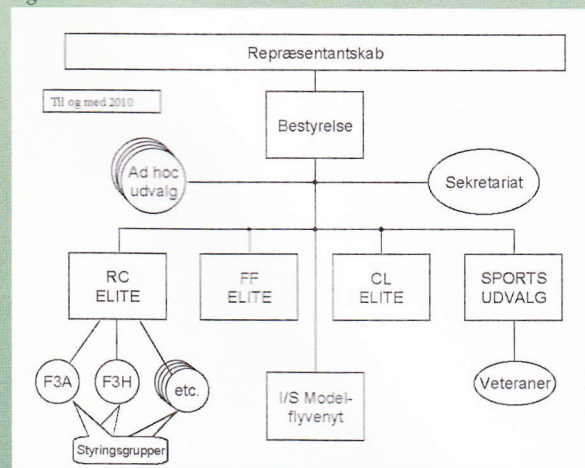 Repræsentantskab
Til og med 2010
Bestyrelse
Ad hoc
udvalg
Sekretariat
RC
ELITE
FF
ELITE
CL
ELITE
SPORTS
UDVALG
F3A
F3H
etc.
I/S Model-
flyvenyt
Veteraner
Styringsgrupper